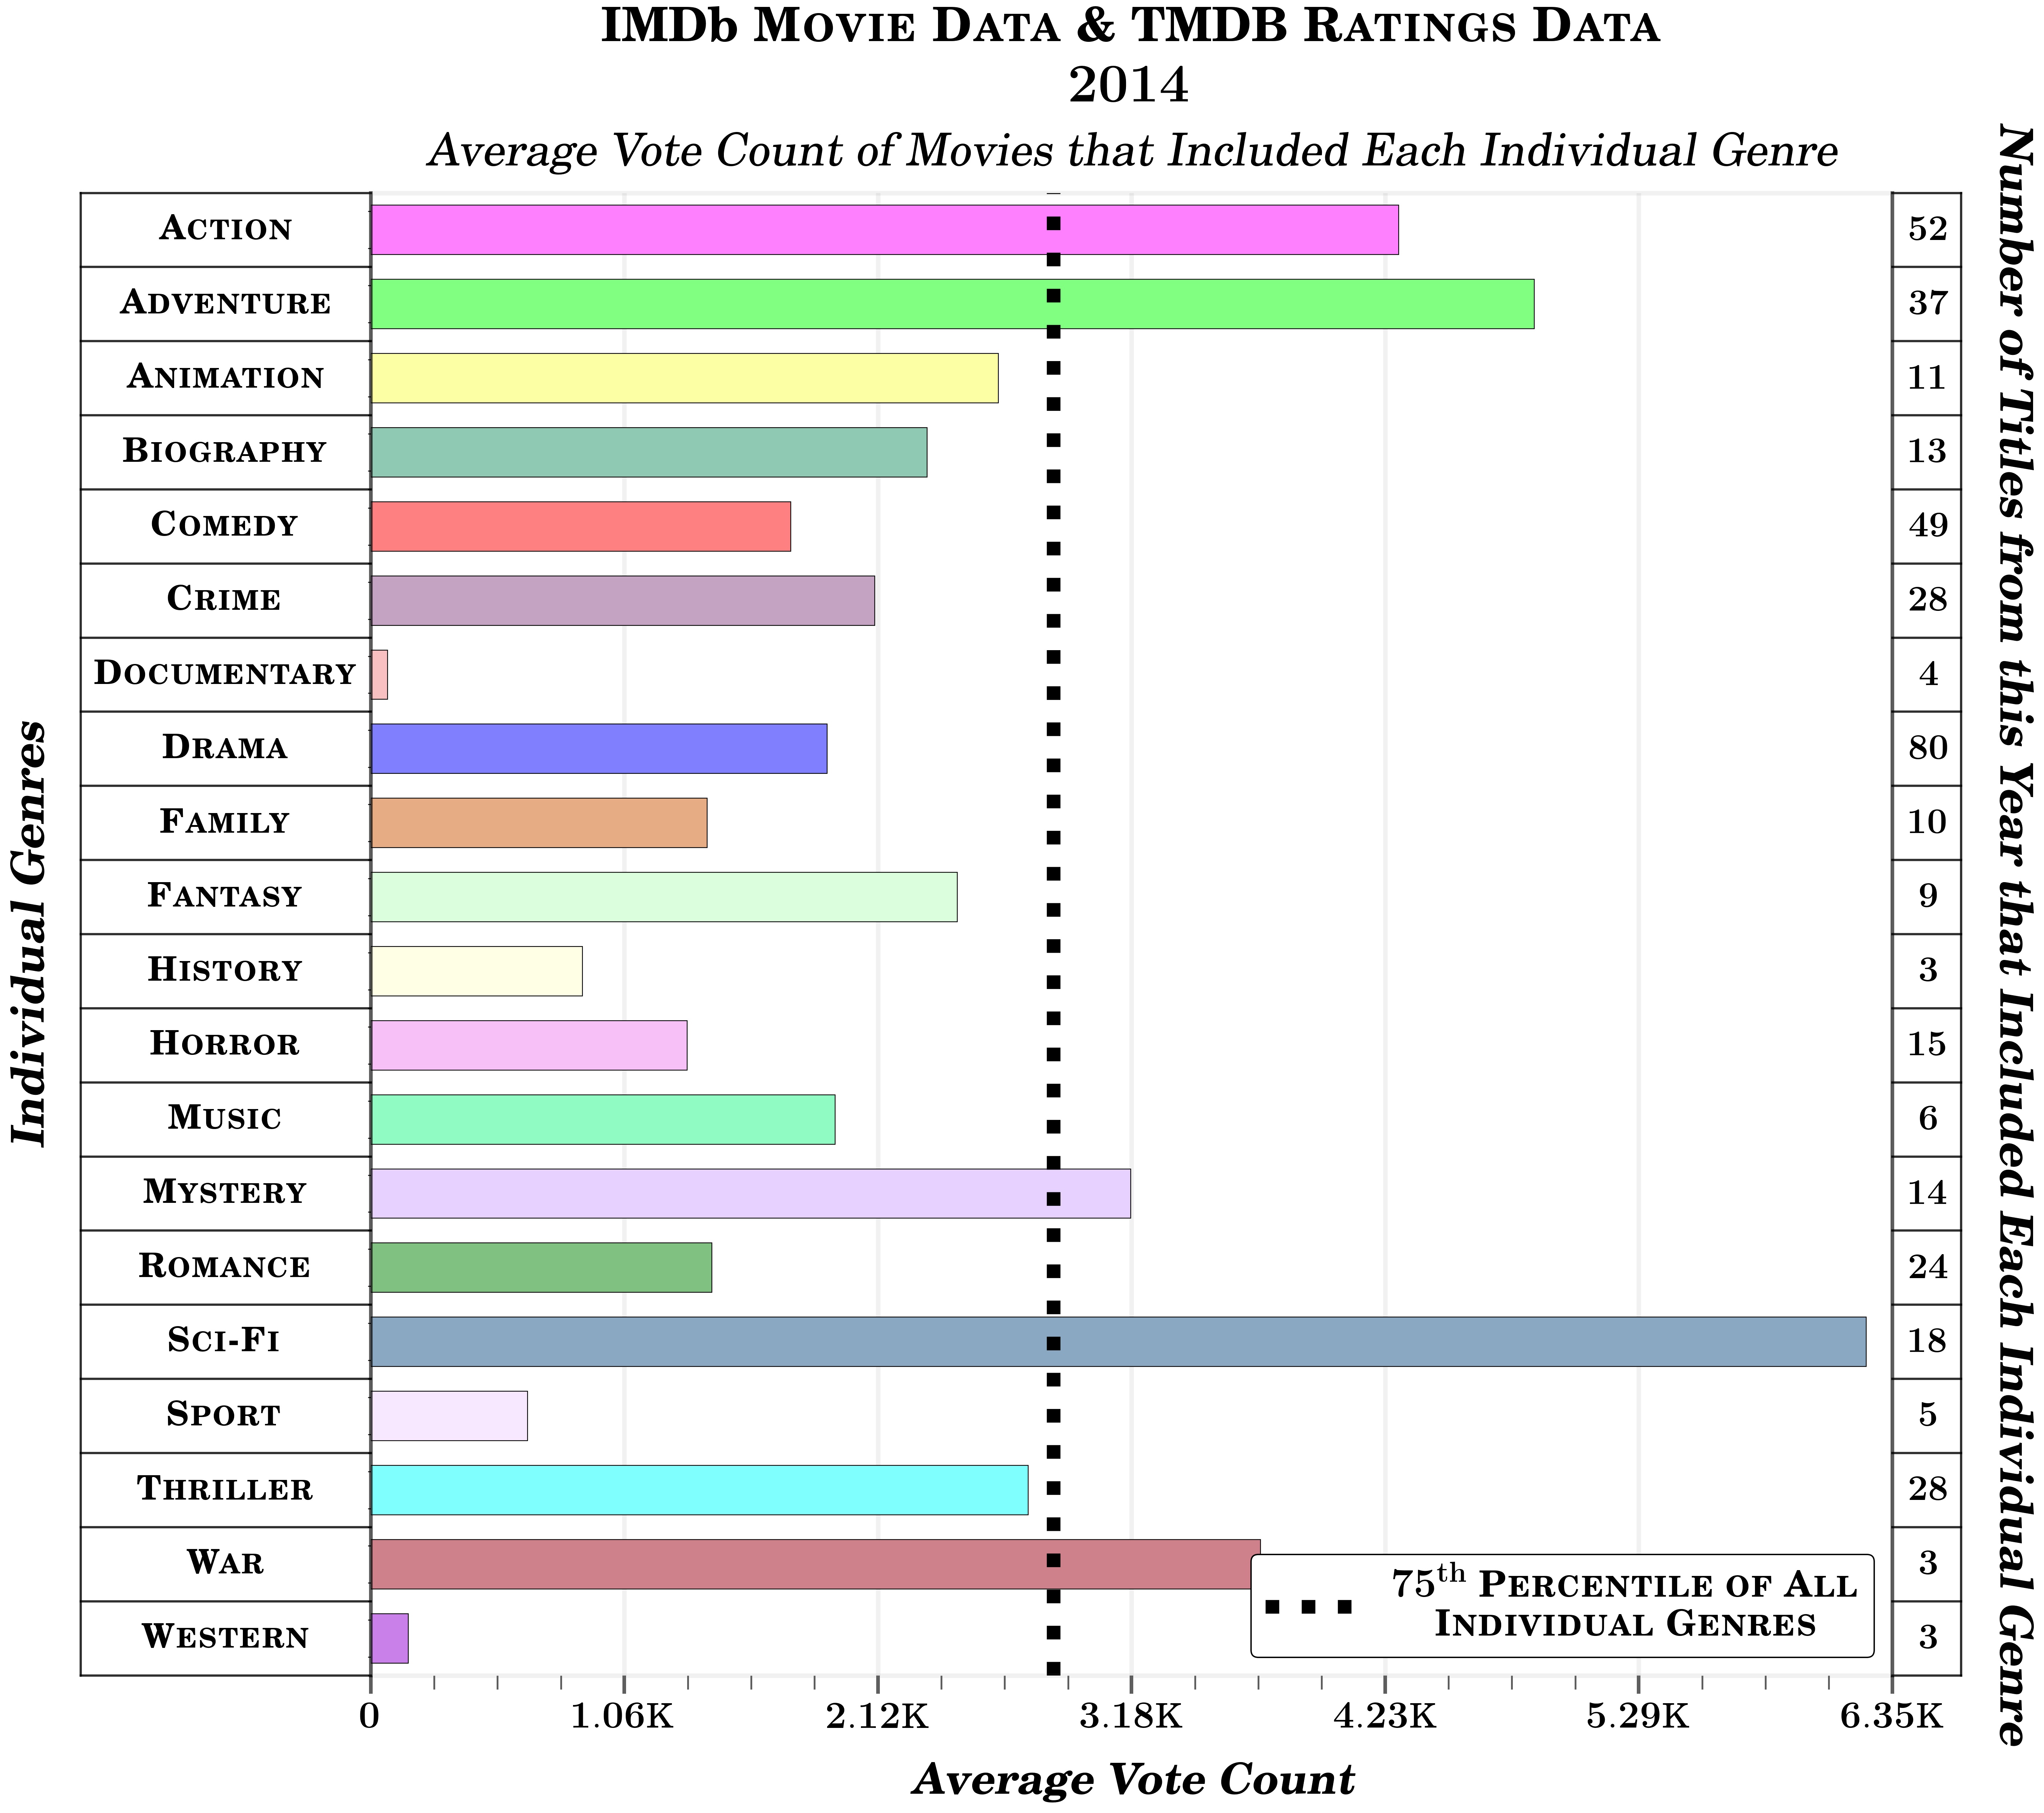 IMDb MOVIE DATA & TMDB RATINGS DATA
2014
Average Vote Count of Movies that Included Each Individual Genre
Individual Genres
ACTION 52
ADVENTURE 37
ANIMATION 11
BIOGRAPHY 13
COMEDY 49
CRIME 28
DOCUMENTARY 4
DRAMA 80
FAMILY 10
FANTASY 9
HISTORY 3
HORROR 15
MUSIC 6
MYSTERY 14
ROMANCE 24
SCI-FI 18
SPORT 5
THRILLER 28
WAR 3
WESTERN 3
75th PERCENTILE OF ALL
INDIVIDUAL GENRES
0 1.06K 2.12K 3.18K 4.23K 5.29K 6.35K
Average Vote Count
Number of Titles from this Year that Included Each Individual Genre